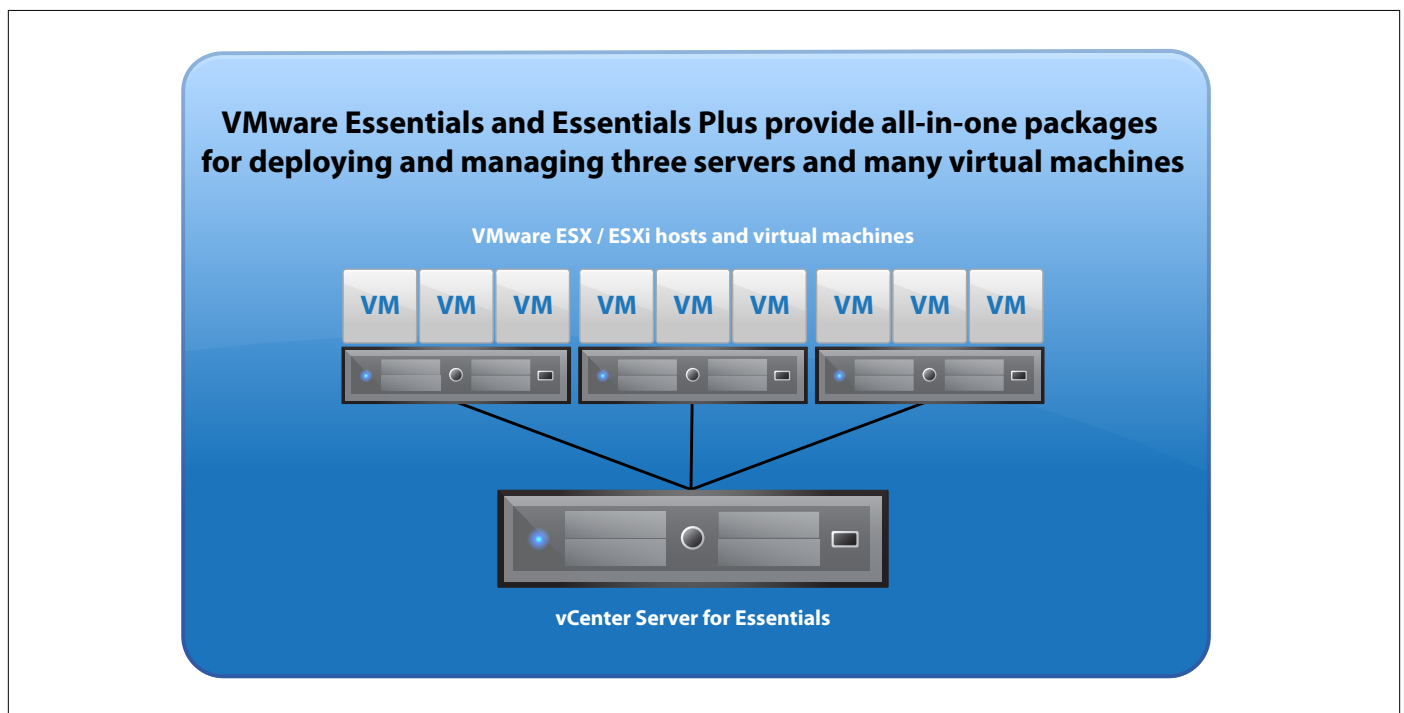 VMware Essentials and Essentials Plus provide all-in-one packages
for deploying and managing three servers and many virtual machines
VMware ESX / ESXi hosts and virtual machines
VM VM VM VM VM VM VM VM VM
vCenter Server for Essentials